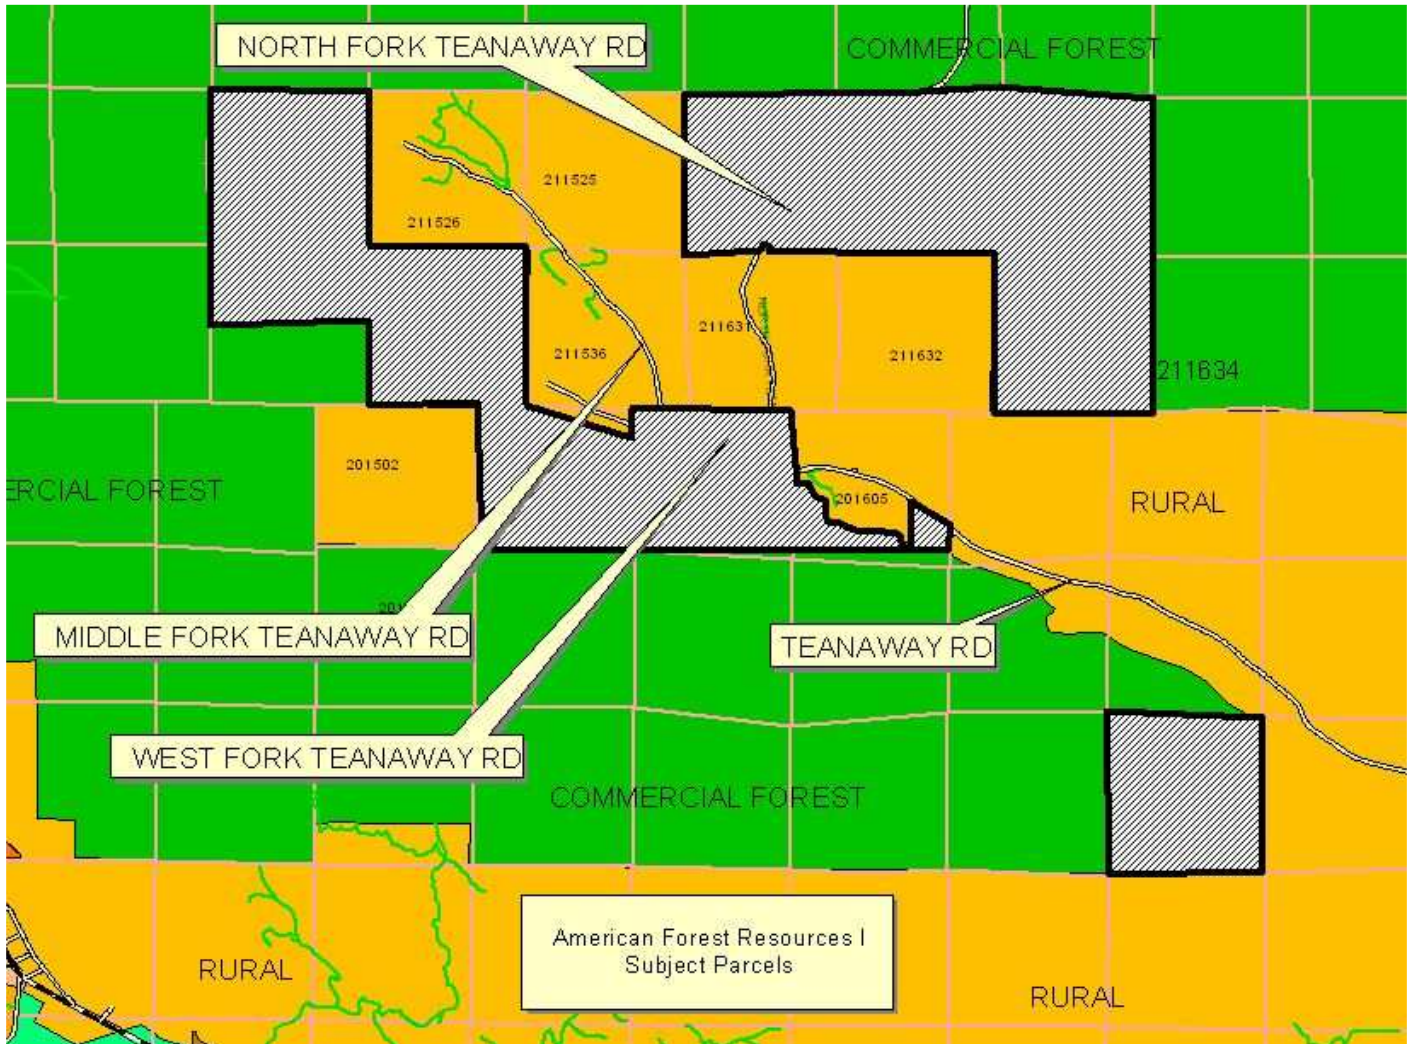 NORTH FORK TEANAWAY RD
COMMERCIAL FOREST
211525
211526
211631
211536
211632
211634
201502
ERCIAL FOREST
201605
RURAL
MIDDLE FORK TEANAWAY RD
TEANAWAY RD
WEST FORK TEANAWAY RD
COMMERCIAL FOREST
American Forest Resources I
Subject Parcels
RURAL
RURAL